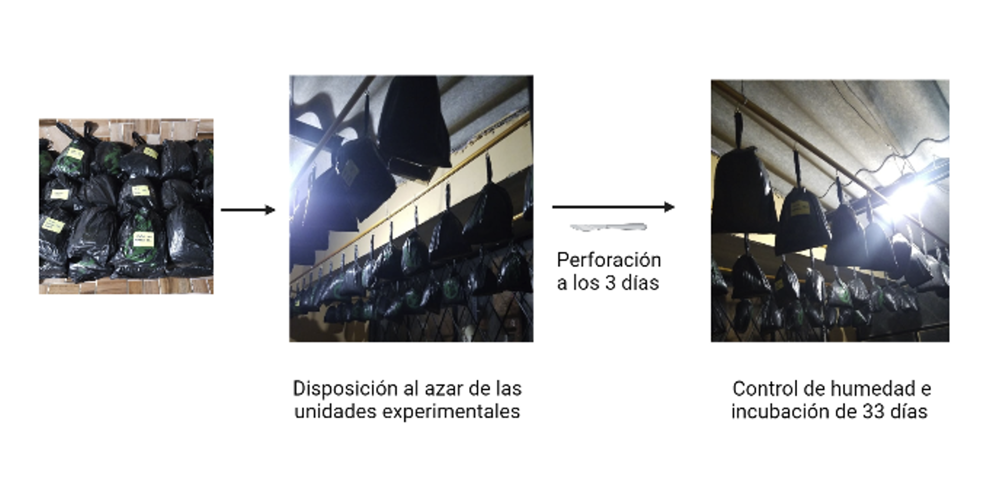 Perforación
a los 3 días
Disposición al azar de las
unidades experimentales
Control de humedad e
incubación de 33 días